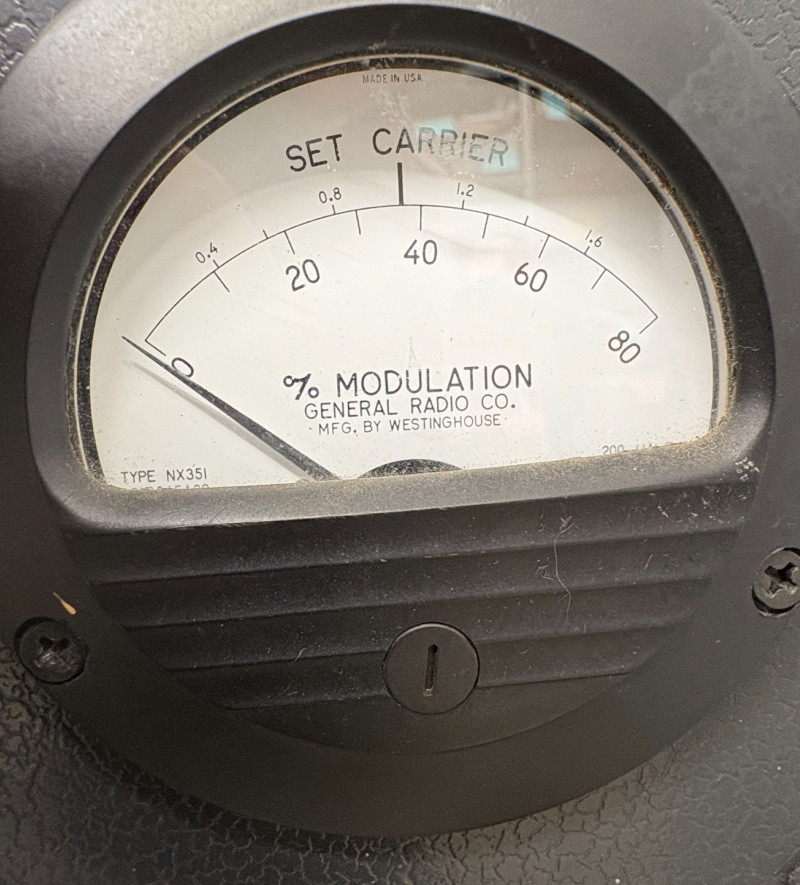 MADE IN USA
SET CARRIER
0.4 0.8 1.2 1.6
0 20 40 60 80
% MODULATION
GENERAL RADIO CO.
· MFG. BY WESTINGHOUSE ·
TYPE NX351
200